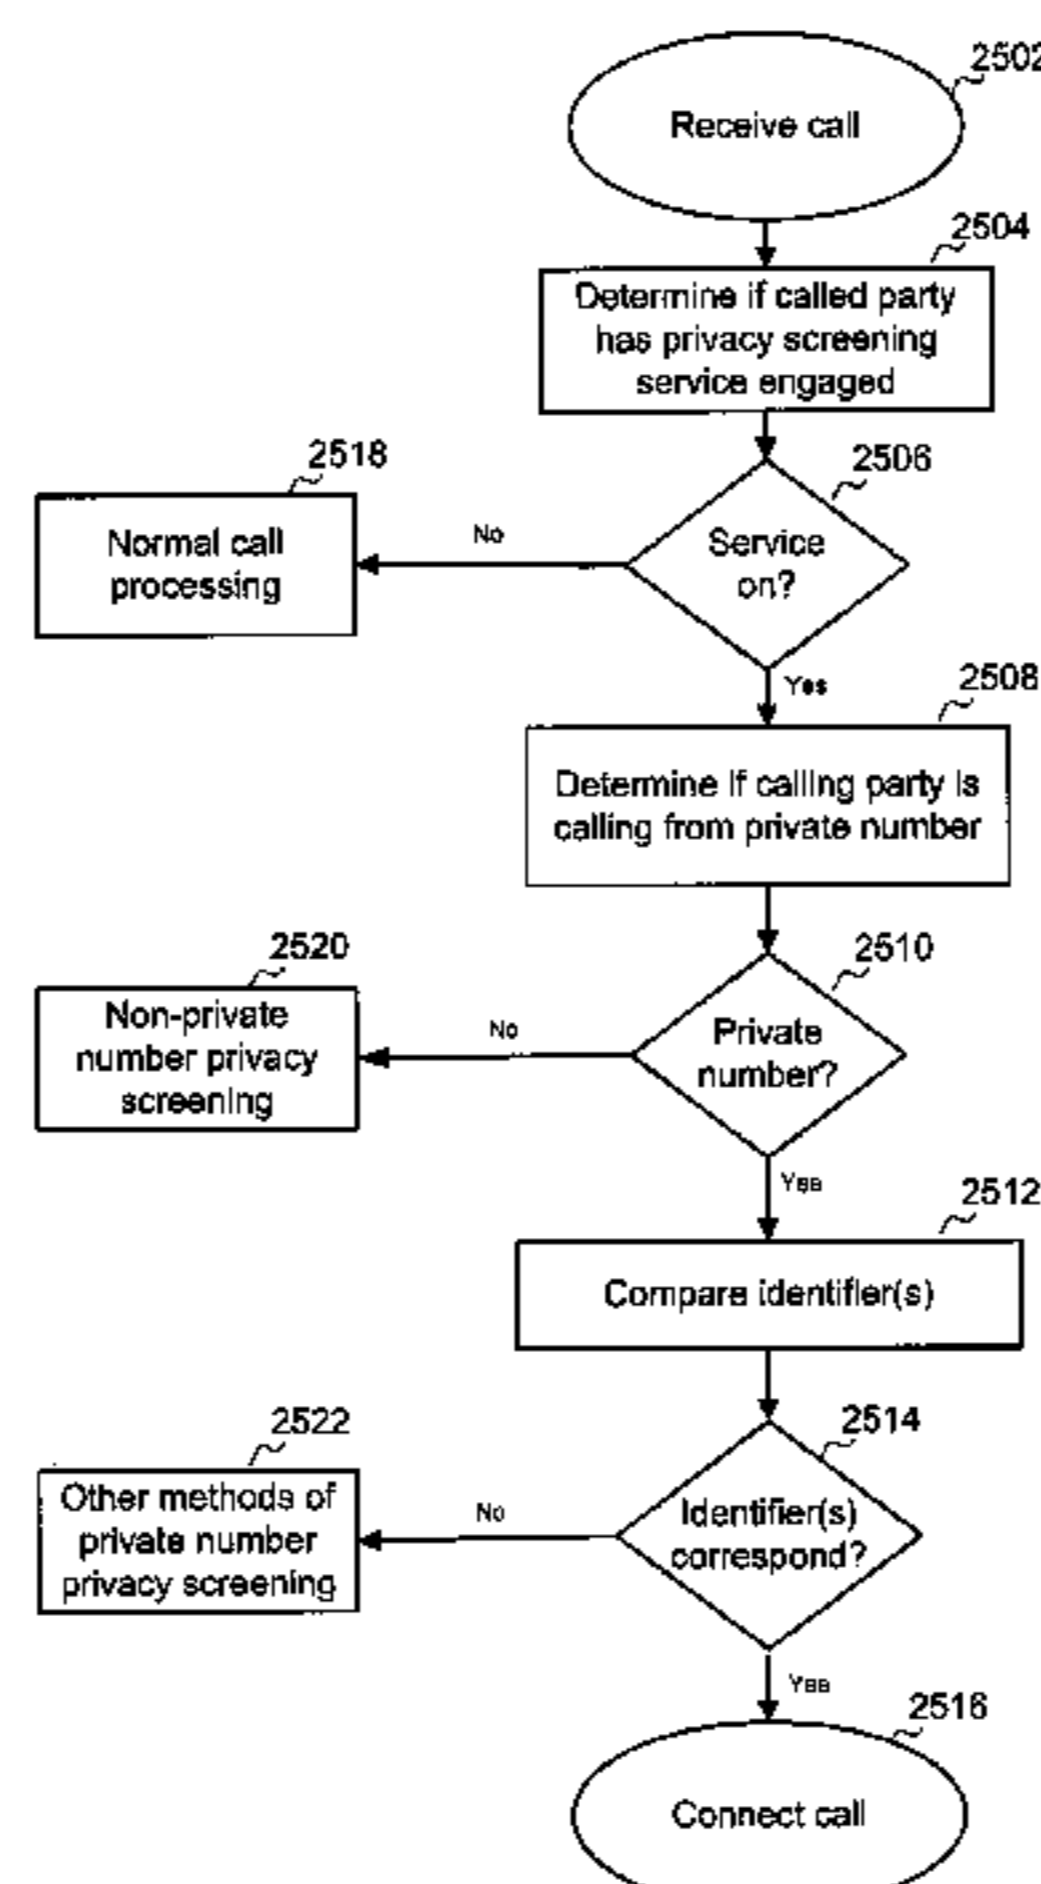 2502
Receive call
2504
Determine if called party
has privacy screening
service engaged
2506
Service
on?
No
2518
Normal call
processing
Yes
2508
Determine if calling party is
calling from private number
2510
Private
number?
No
2520
Non-private
number privacy
screening
Yes
2512
Compare identifier(s)
2514
Identifier(s)
correspond?
No
2522
Other methods of
private number
privacy screening
Yes
2516
Connect call